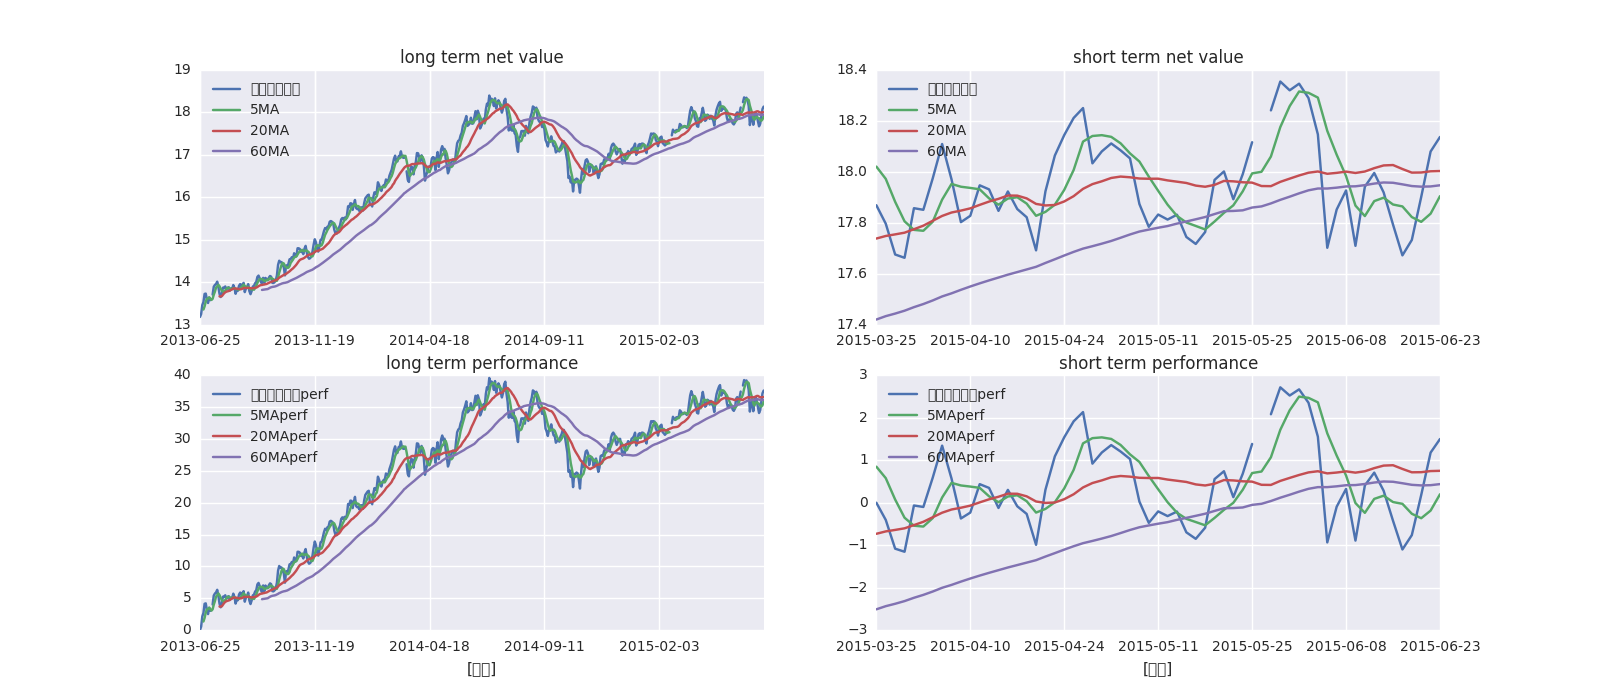 long term net value
19
18
17
16
15
14
13
5MA
20MA
60MA
2013-06-25 2013-11-19 2014-04-18 2014-09-11 2015-02-03
short term net value
18.4
18.2
18.0
17.8
17.6
17.4
5MA
20MA
60MA
2015-03-25 2015-04-10 2015-04-24 2015-05-11 2015-05-25 2015-06-08 2015-06-23
long term performance
40
35
30
25
20
15
10
5
0
perf
5MAperf
20MAperf
60MAperf
2013-06-25 2013-11-19 2014-04-18 2014-09-11 2015-02-03
short term performance
3
2
1
0
−1
−2
−3
perf
5MAperf
20MAperf
60MAperf
2015-03-25 2015-04-10 2015-04-24 2015-05-11 2015-05-25 2015-06-08 2015-06-23